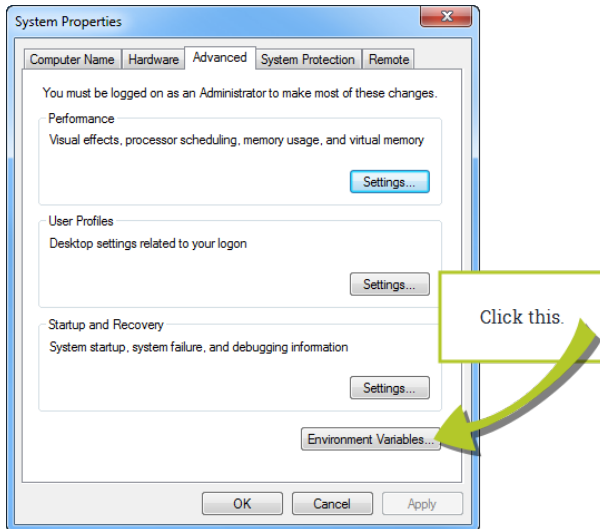 System Properties
x
Computer Name Hardware Advanced System Protection Remote
You must be logged on as an Administrator to make most of these changes.
Performance
Visual effects, processor scheduling, memory usage, and virtual memory
Settings...
User Profiles
Desktop settings related to your logon
Settings...
Click this.
Startup and Recovery
System startup, system failure, and debugging information
Settings...
Environment Variables...
OK Cancel Apply